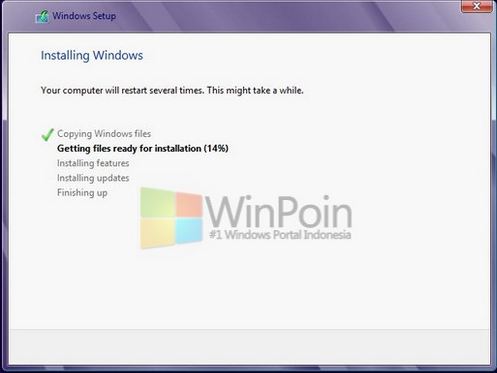 Windows Setup
Installing Windows
Your computer will restart several times. This might take a while.
Copying Windows files
Getting files ready for installation (14%)
Installing features
Installing updates
Finishing up
WinPoin
#1 Windows Portal Indonesia